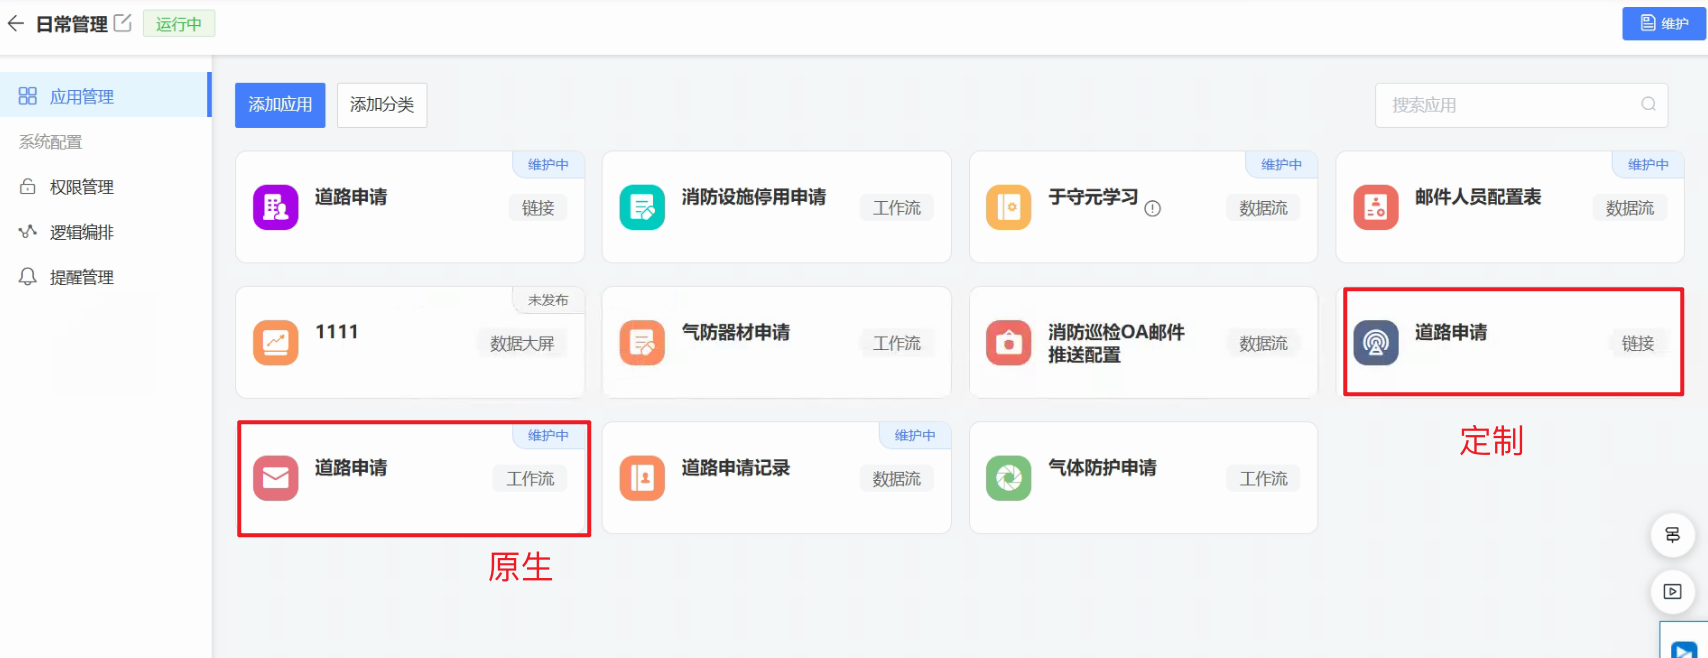 日常管理
运行中
维护
应用管理
系统配置
权限管理
逻辑编排
提醒管理
添加应用
添加分类
搜索应用
维护中
道路申请
链接
消防设施停用申请
工作流
维护中
于守元学习
数据流
维护中
邮件人员配置表
数据流
未发布
1111
数据大屏
气防器材申请
工作流
消防巡检OA邮件
推送配置
数据流
道路申请
链接
定制
维护中
道路申请
工作流
原生
维护中
道路申请记录
数据流
气体防护申请
工作流